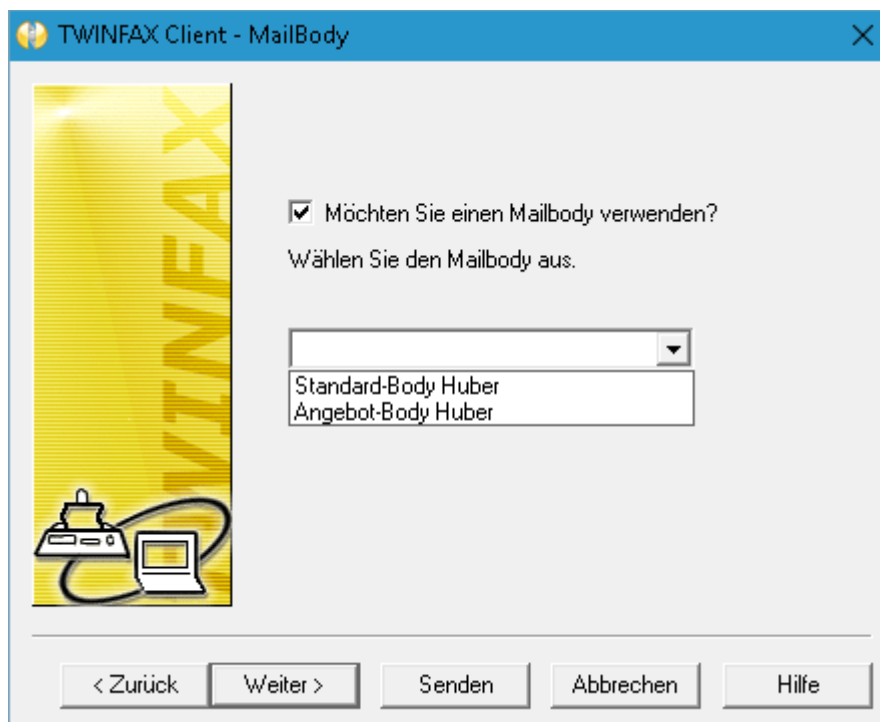 TWINFAX Client - MailBody
TWINFAX
Möchten Sie einen Mailbody verwenden?
Wählen Sie den Mailbody aus.
Standard-Body Huber
Angebot-Body Huber
< Zurück
Weiter >
Senden
Abbrechen
Hilfe